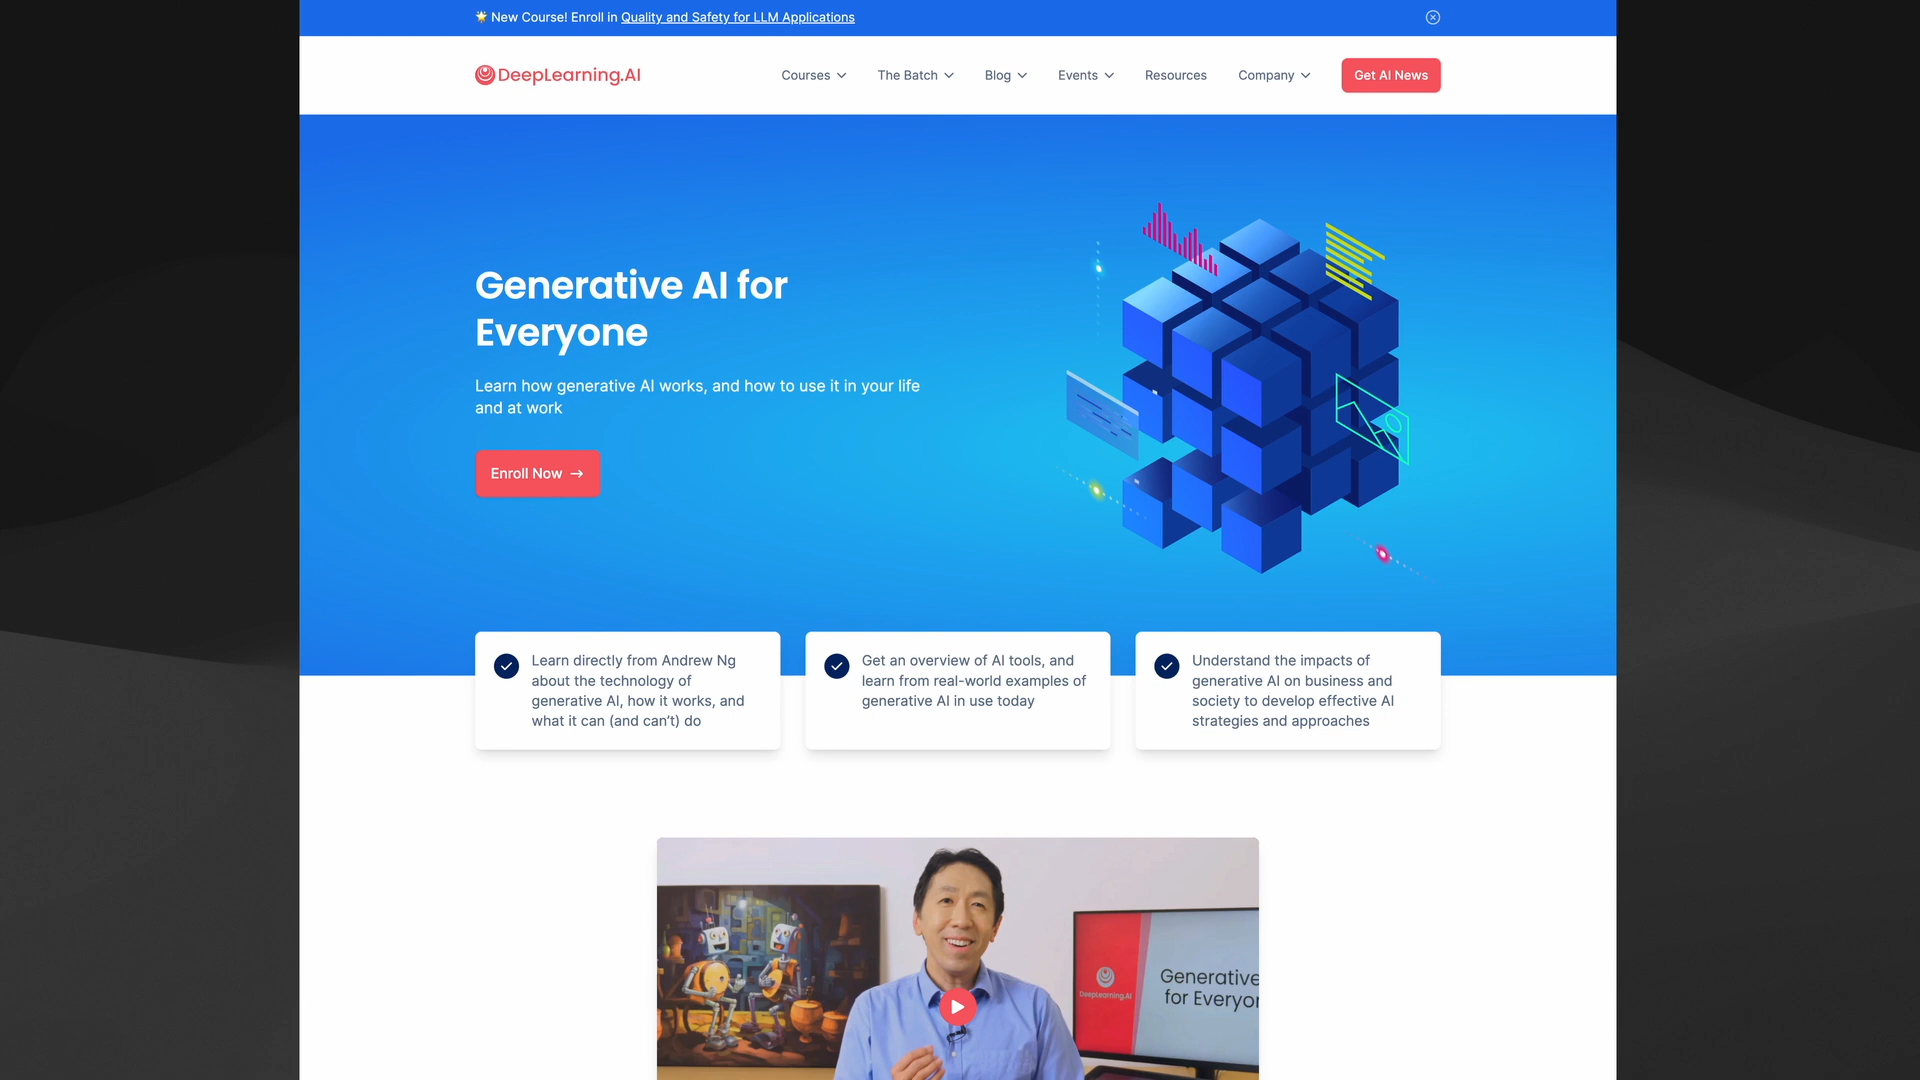 🌟 New Course! Enroll in Quality and Safety for LLM Applications
DeepLearning.AI
Courses
The Batch
Blog
Events
Resources
Company
Get AI News
Generative AI for
Everyone
Learn how generative AI works, and how to use it in your life
and at work
Enroll Now →
Learn directly from Andrew Ng
about the technology of
generative AI, how it works, and
what it can (and can’t) do
Get an overview of AI tools, and
learn from real-world examples of
generative AI in use today
Understand the impacts of
generative AI on business and
society to develop effective AI
strategies and approaches
DeepLearning.AI
Generative
for Everyon